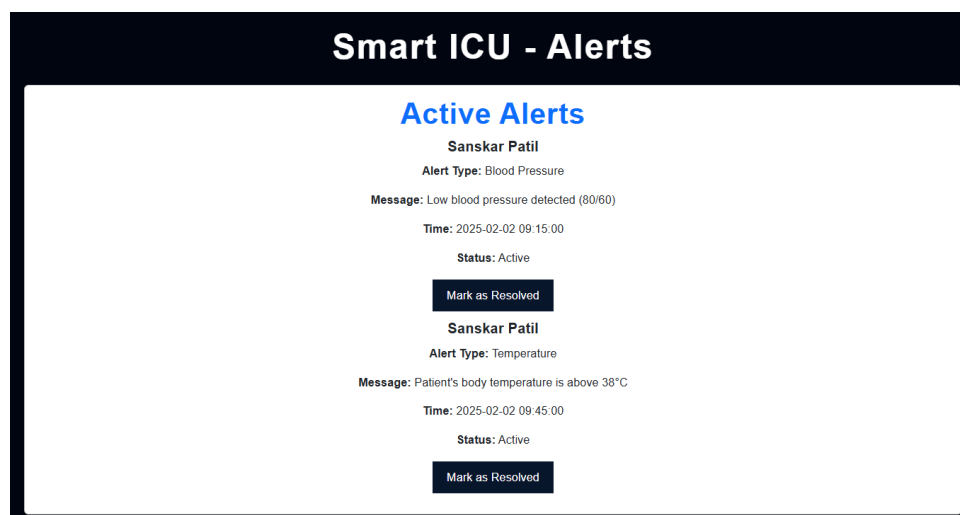 Smart ICU - Alerts
Active Alerts
Sanskar Patil
Alert Type: Blood Pressure
Message: Low blood pressure detected (80/60)
Time: 2025-02-02 09:15:00
Status: Active
Mark as Resolved
Sanskar Patil
Alert Type: Temperature
Message: Patient's body temperature is above 38°C
Time: 2025-02-02 09:45:00
Status: Active
Mark as Resolved